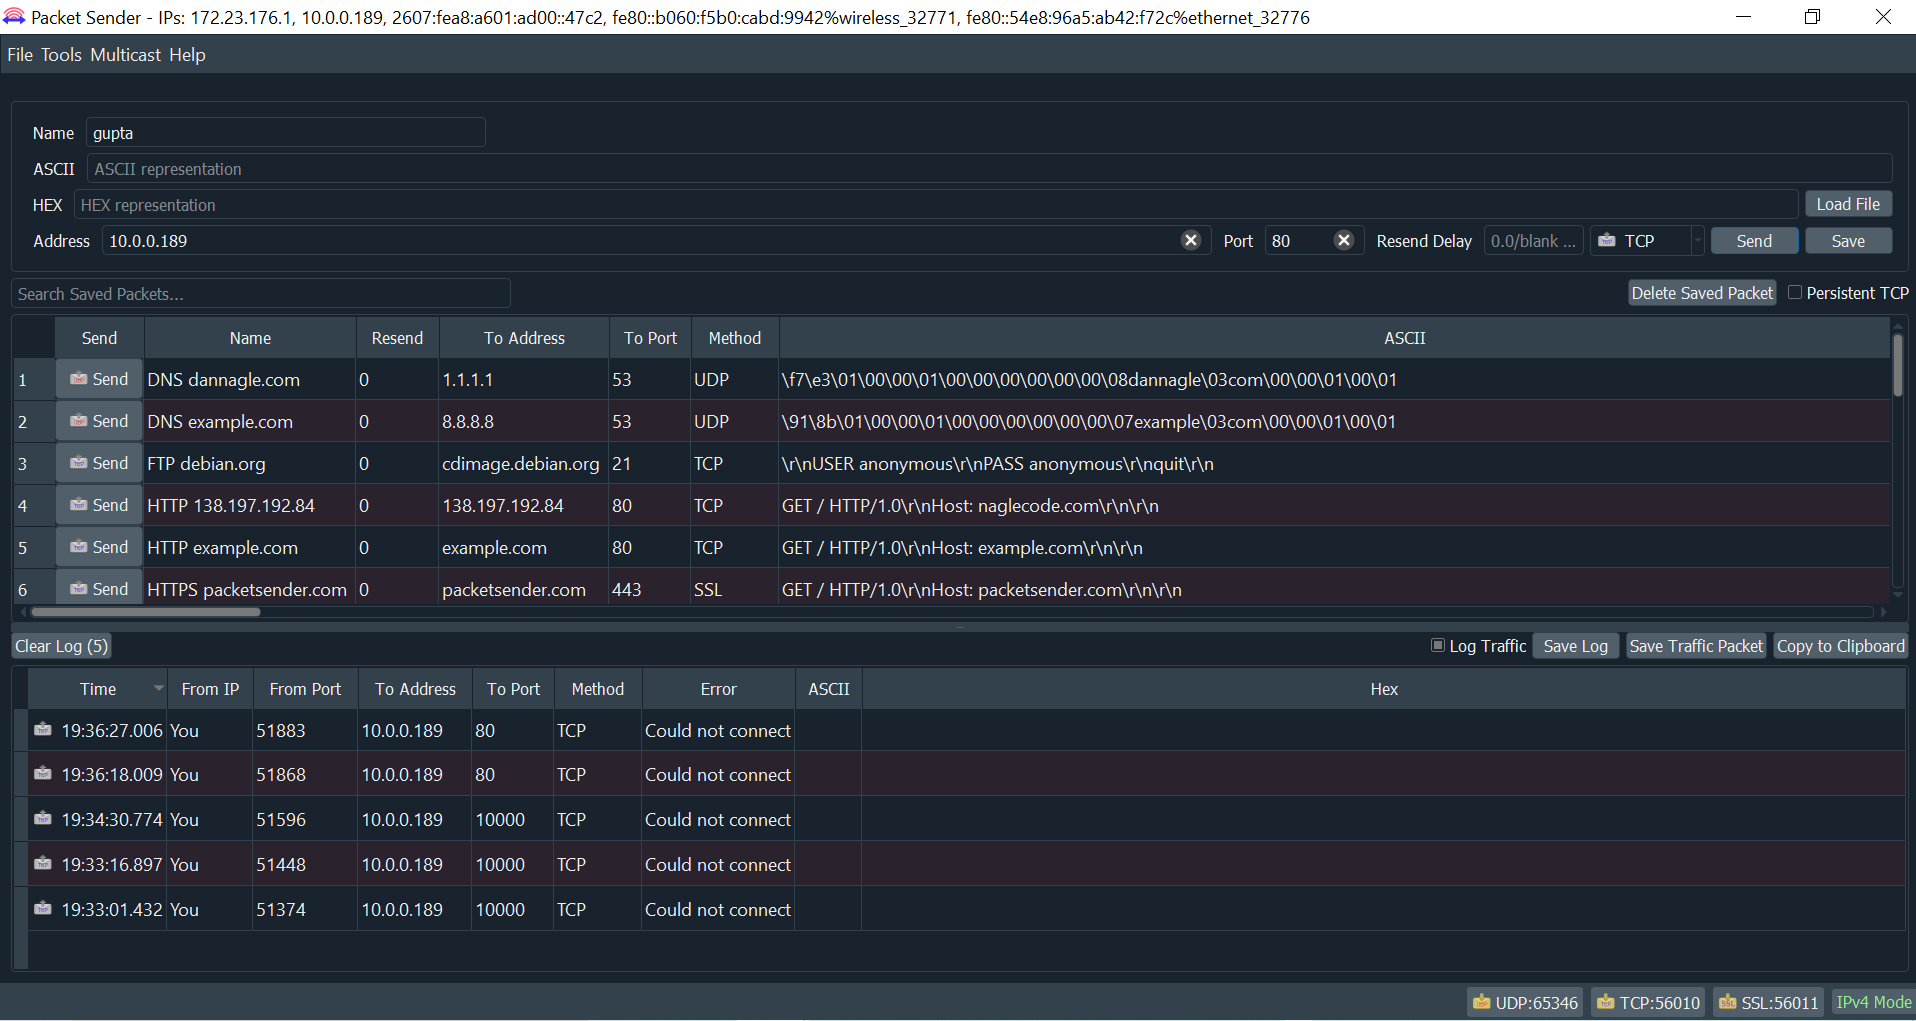 Packet Sender - IPs: 172.23.176.1, 10.0.0.189, 2607:fea8:a601:ad00::47c2, fe80::b060:f5b0:cabd:9942%wireless_32771, fe80::54e8:96a5:ab42:f72c%ethernet_32776
File Tools Multicast Help
Name gupta
ASCII ASCII representation
HEX HEX representation Load File
Address 10.0.0.189 Port 80 Resend Delay 0.0/blank ... TCP Send Save
Search Saved Packets... Delete Saved Packet Persistent TCP
Send Name Resend To Address To Port Method ASCII
1 Send DNS dannagle.com 0 1.1.1.1 53 UDP \f7\e3\01\00\00\01\00\00\00\00\00\00\08dannagle\03com\00\00\01\00\01
2 Send DNS example.com 0 8.8.8.8 53 UDP \91\8b\01\00\00\01\00\00\00\00\00\00\07example\03com\00\00\01\00\01
3 Send FTP debian.org 0 cdimage.debian.org 21 TCP \r\nUSER anonymous\r\nPASS anonymous\r\nquit\r\n
4 Send HTTP 138.197.192.84 0 138.197.192.84 80 TCP GET / HTTP/1.0\r\nHost: naglecode.com\r\n\r\n
5 Send HTTP example.com 0 example.com 80 TCP GET / HTTP/1.0\r\nHost: example.com\r\n\r\n
6 Send HTTPS packetsender.com 0 packetsender.com 443 SSL GET / HTTP/1.0\r\nHost: packetsender.com\r\n\r\n
Clear Log (5) Log Traffic Save Log Save Traffic Packet Copy to Clipboard
Time From IP From Port To Address To Port Method Error ASCII Hex
19:36:27.006 You 51883 10.0.0.189 80 TCP Could not connect
19:36:18.009 You 51868 10.0.0.189 80 TCP Could not connect
19:34:30.774 You 51596 10.0.0.189 10000 TCP Could not connect
19:33:16.897 You 51448 10.0.0.189 10000 TCP Could not connect
19:33:01.432 You 51374 10.0.0.189 10000 TCP Could not connect
UDP:65346 TCP:56010 SSL:56011 IPv4 Mode